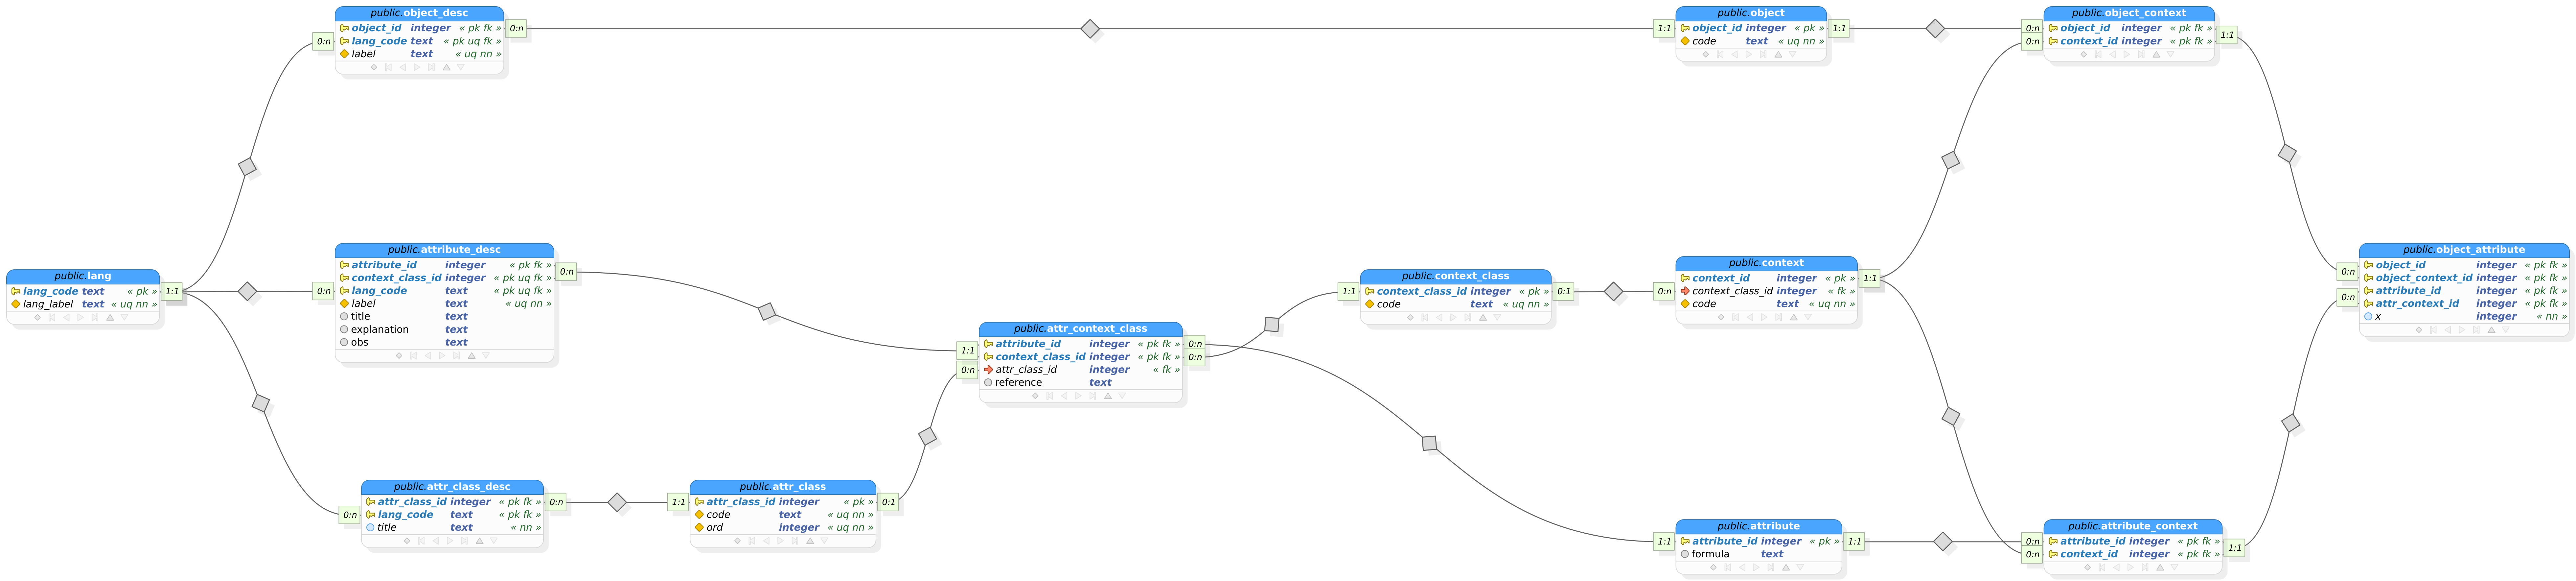 public.object_desc
object_id integer « pk fk »
lang_code text « pk uq fk »
label text « uq nn »
0:n
0:n
public.object
object_id integer « pk »
code text « uq nn »
1:1
1:1
public.object_context
object_id integer « pk fk »
context_id integer « pk fk »
0:n
0:n
1:1
public.lang
lang_code text « pk »
lang_label text « uq nn »
1:1
public.attribute_desc
attribute_id integer « pk fk »
context_class_id integer « pk uq fk »
lang_code text « pk uq fk »
label text « uq nn »
title text
explanation text
obs text
0:n
0:n
public.attr_context_class
attribute_id integer « pk fk »
context_class_id integer « pk fk »
attr_class_id integer « fk »
reference text
1:1
0:n
0:n
0:n
public.context_class
context_class_id integer « pk »
code text « uq nn »
1:1
0:1
public.context
context_id integer « pk »
context_class_id integer « fk »
code text « uq nn »
0:n
1:1
public.object_attribute
object_id integer « pk fk »
object_context_id integer « pk fk »
attribute_id integer « pk fk »
attr_context_id integer « pk fk »
x integer « nn »
0:n
0:n
public.attr_class_desc
attr_class_id integer « pk fk »
lang_code text « pk fk »
title text « nn »
0:n
0:n
public.attr_class
attr_class_id integer « pk »
code text « uq nn »
ord integer « uq nn »
1:1
0:1
public.attribute
attribute_id integer « pk »
formula text
1:1
1:1
public.attribute_context
attribute_id integer « pk fk »
context_id integer « pk fk »
0:n
0:n
1:1